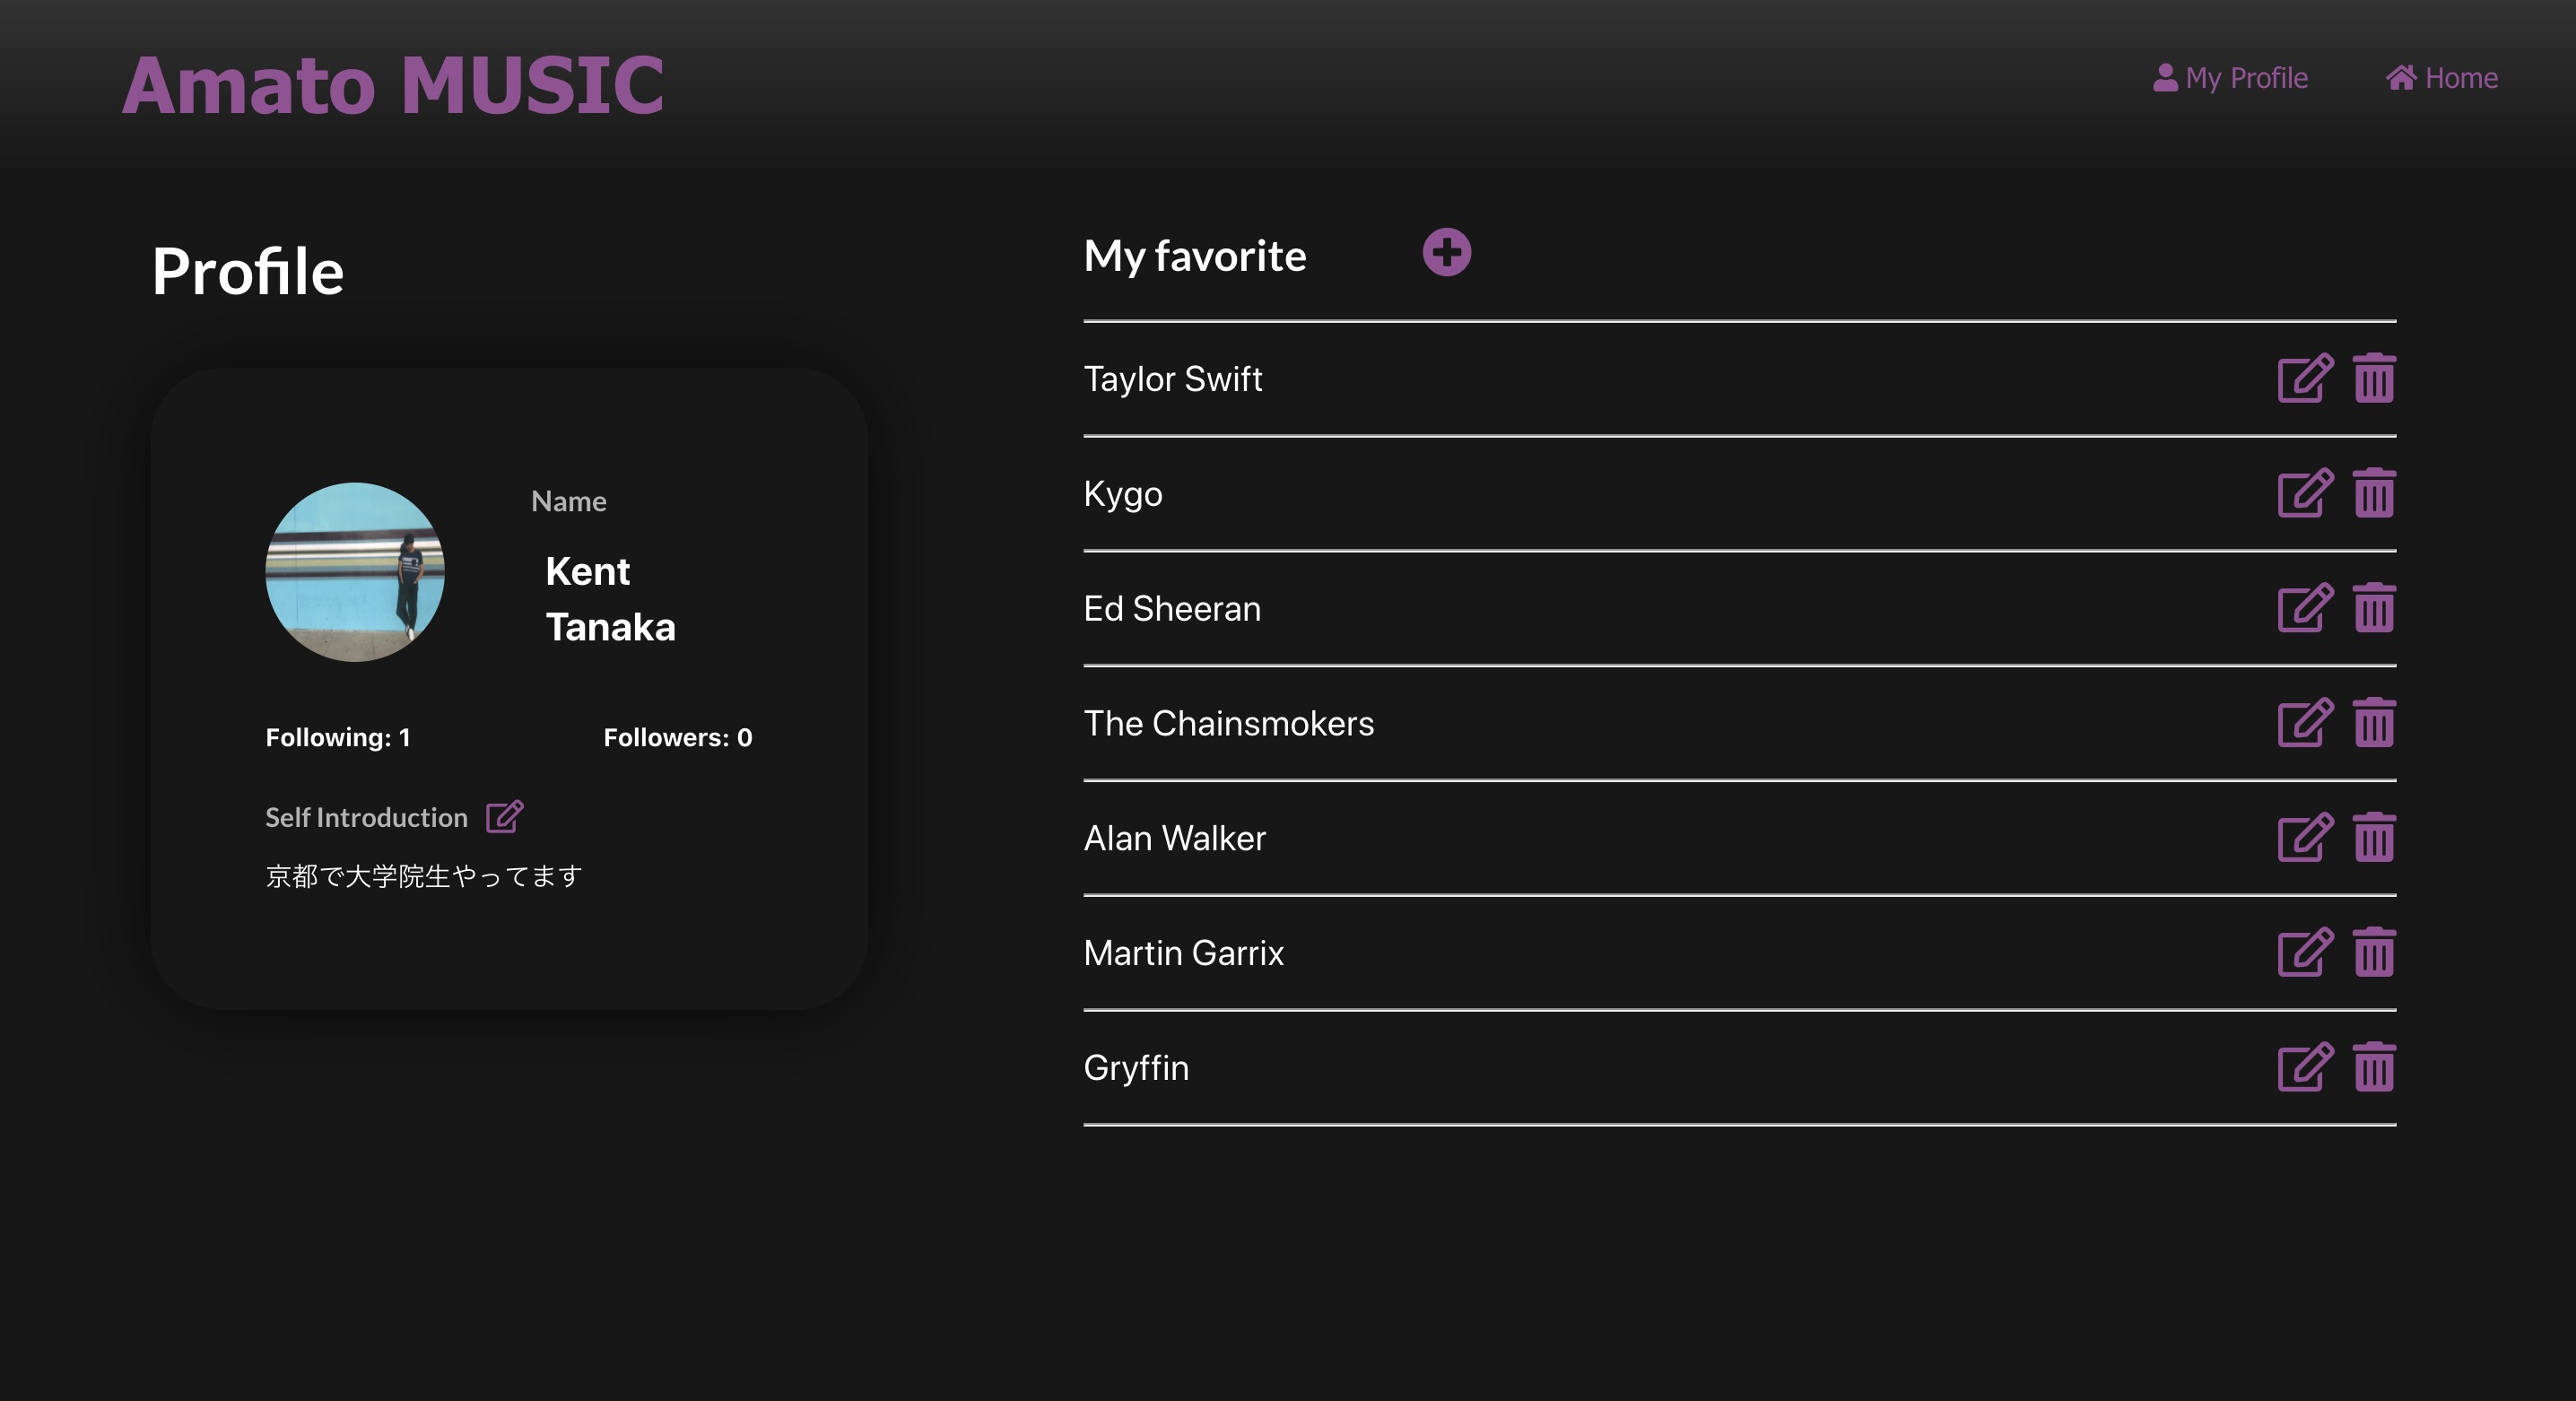 Amato MUSIC
My Profile
Home
Profile
Name
Kent
Tanaka
Following: 1
Followers: 0
Self Introduction
京都で大学院生やってます
My favorite
Taylor Swift
Kygo
Ed Sheeran
The Chainsmokers
Alan Walker
Martin Garrix
Gryffin